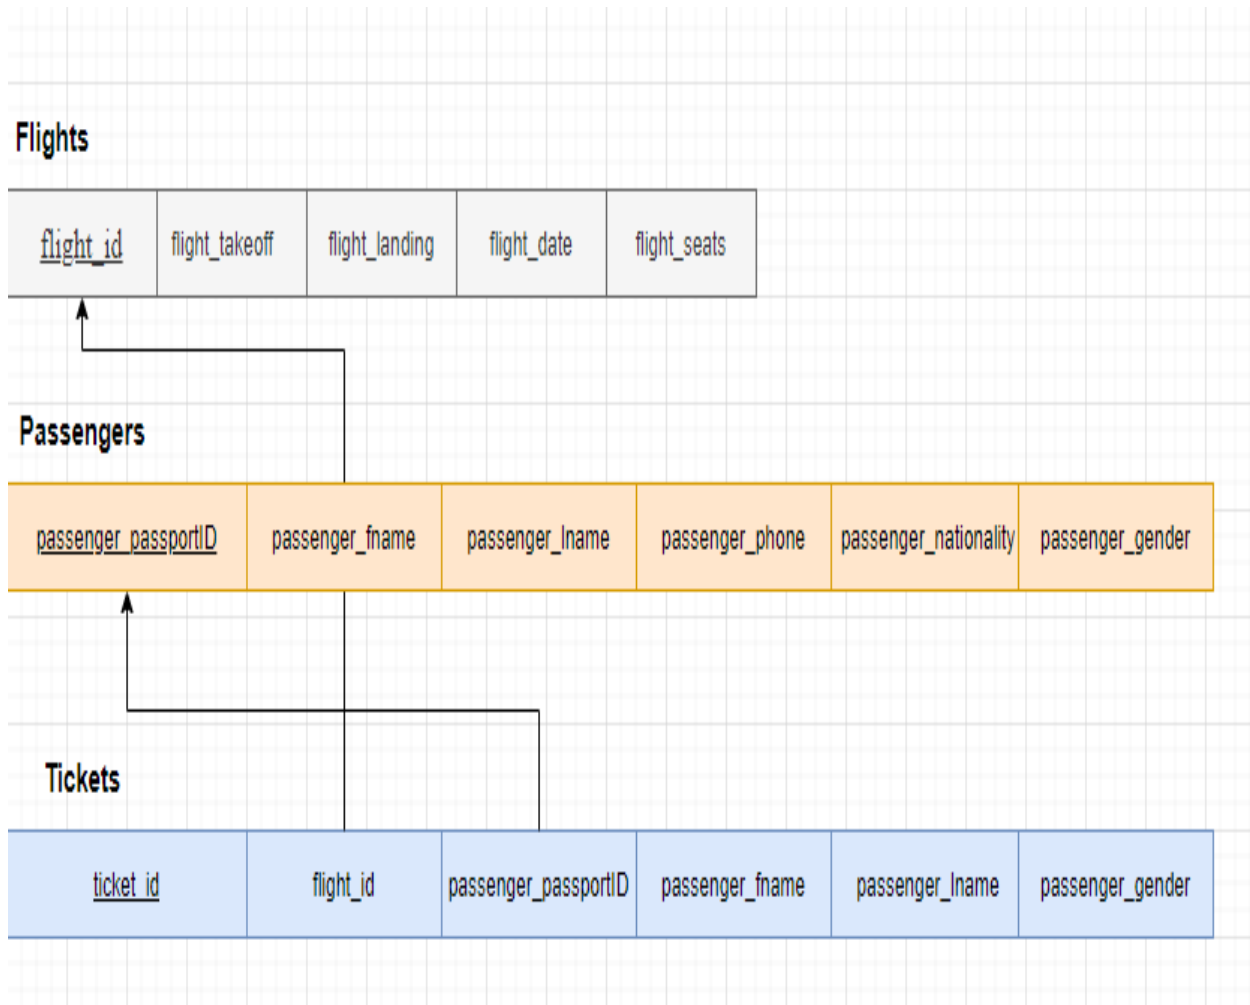 Flights
flight_id flight_takeoff flight_landing flight_date flight_seats
Passengers
passenger_passportID passenger_fname passenger_lname passenger_phone passenger_nationality passenger_gender
Tickets
ticket_id flight_id passenger_passportID passenger_fname passenger_lname passenger_gender